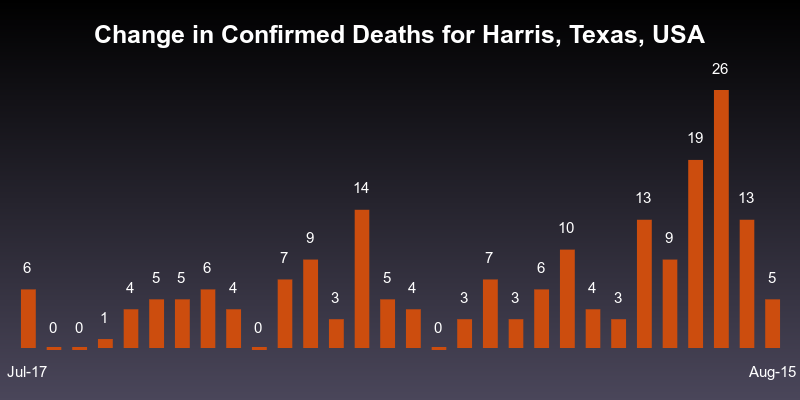 Change in Confirmed Deaths for Harris, Texas, USA
6 0 0 1 4 5 5 6 4 0 7 9 3 14 5 4 0 3 7 3 6 10 4 3 13 9 19 26 13 5
Jul-17 Aug-15